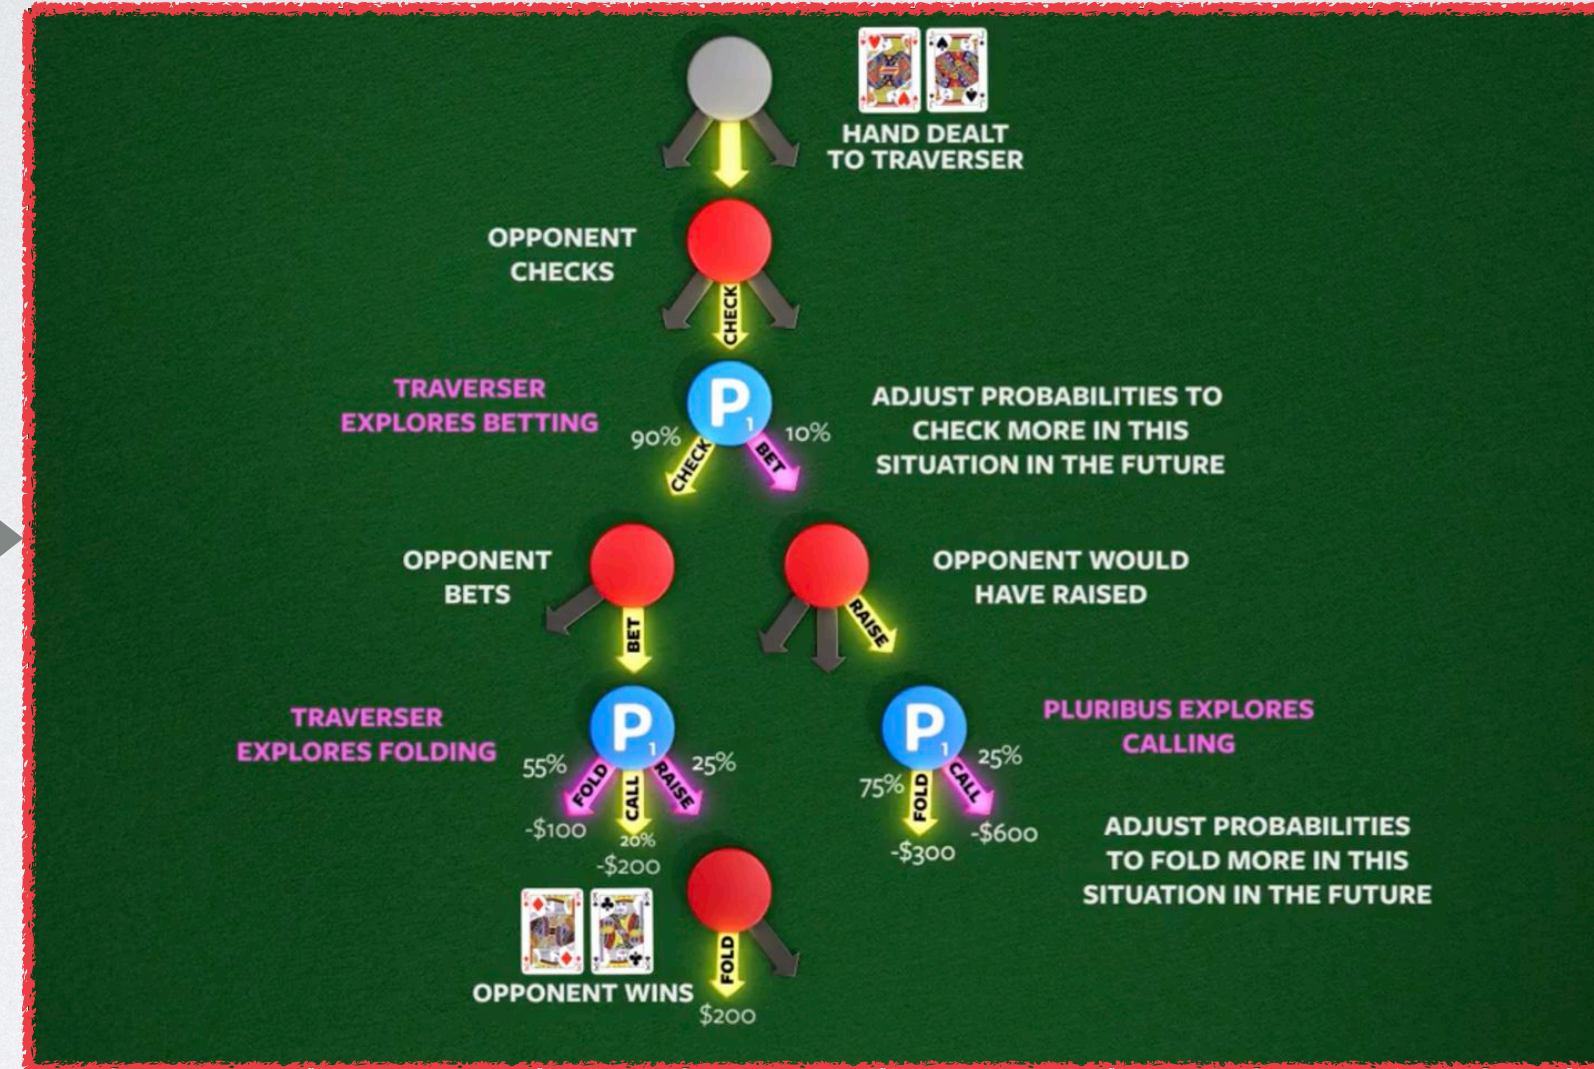 HAND DEALT
TO TRAVERSER
OPPONENT
CHECKS
CHECK
TRAVERSER
EXPLORES BETTING
P1
90%
10%
CHECK
BET
ADJUST PROBABILITIES TO
CHECK MORE IN THIS
SITUATION IN THE FUTURE
OPPONENT
BETS
BET
OPPONENT WOULD
HAVE RAISED
RAISE
TRAVERSER
EXPLORES FOLDING
P1
55%
25%
FOLD
CALL
RAISE
-$100
20%
-$200
P1
75%
25%
FOLD
CALL
-$300
-$600
PLURIBUS EXPLORES
CALLING
ADJUST PROBABILITIES
TO FOLD MORE IN THIS
SITUATION IN THE FUTURE
OPPONENT WINS
FOLD
$200